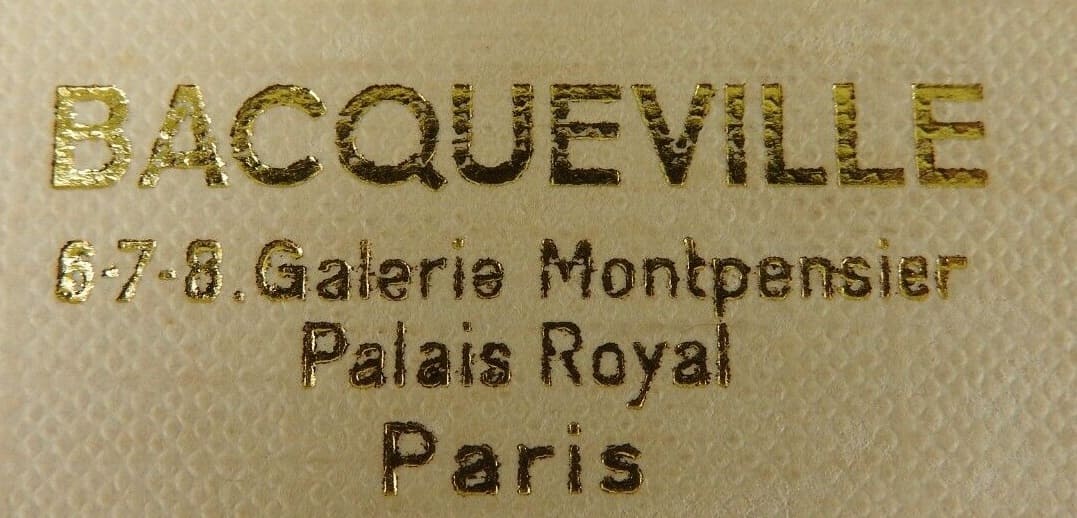 BACQUEVILLE
6-7-8. Galerie Montpensier
Palais Royal
Paris